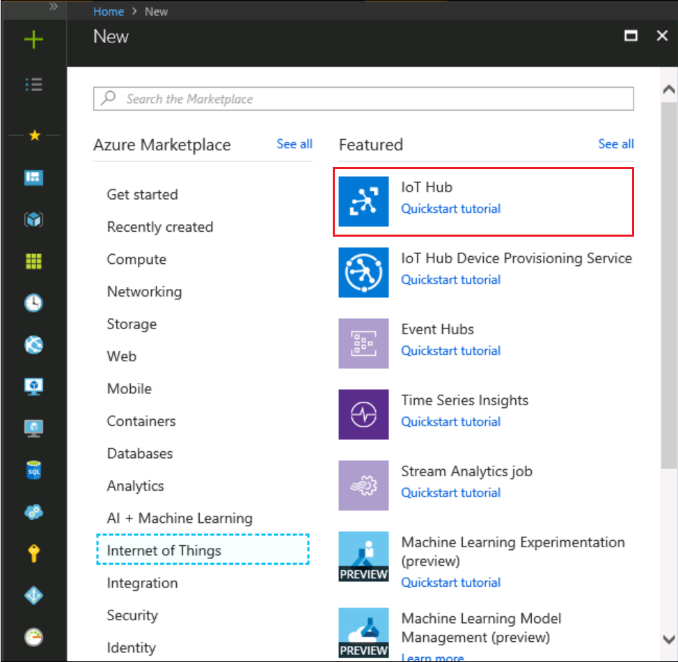 Home > New
New
Search the Marketplace
Azure Marketplace
See all
Get started
Recently created
Compute
Networking
Storage
Web
Mobile
Containers
Databases
Analytics
AI + Machine Learning
Internet of Things
Integration
Security
Identity
Featured
See all
IoT Hub
Quickstart tutorial
IoT Hub Device Provisioning Service
Quickstart tutorial
Event Hubs
Quickstart tutorial
Time Series Insights
Quickstart tutorial
Stream Analytics job
Quickstart tutorial
PREVIEW
Machine Learning Experimentation
(preview)
Quickstart tutorial
PREVIEW
Machine Learning Model
Management (preview)
Learn more
SQL